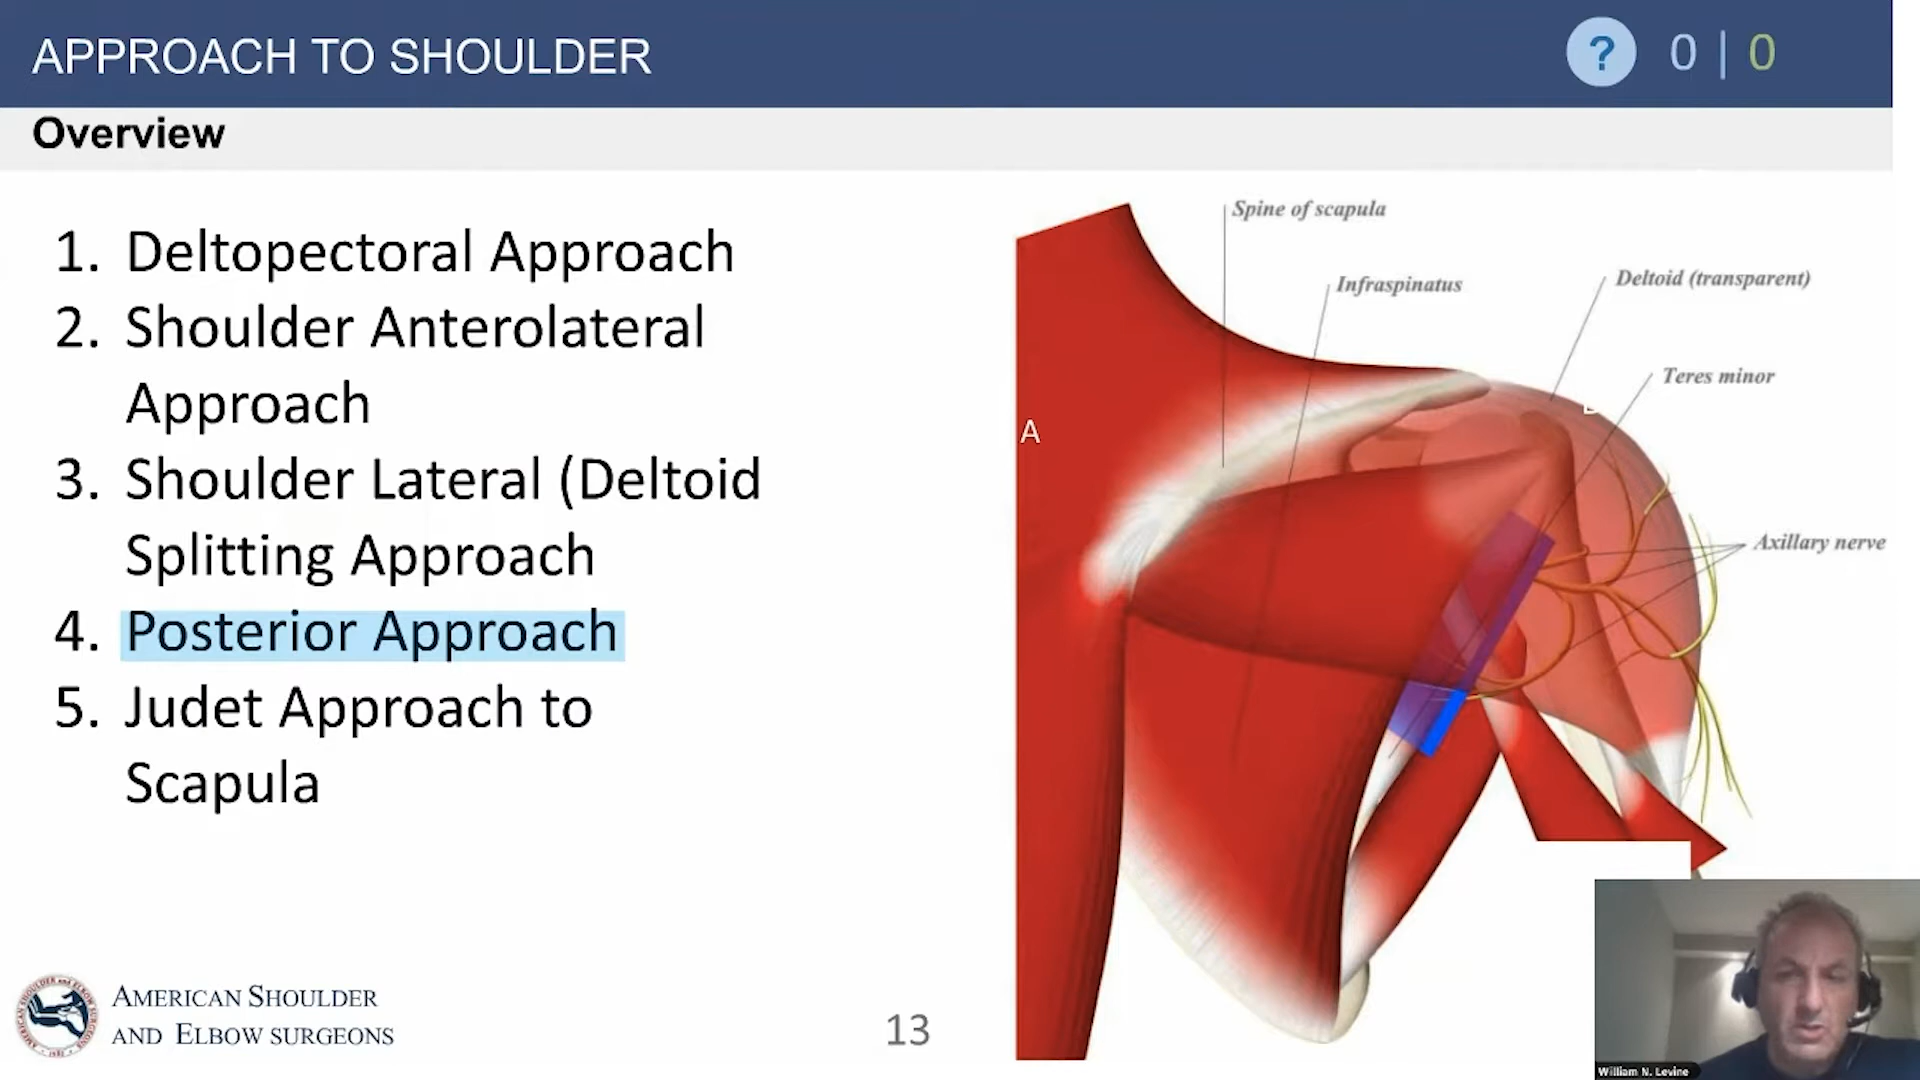 APPROACH TO SHOULDER
? 0 | 0
Overview
1. Deltopectoral Approach
2. Shoulder Anterolateral
Approach
3. Shoulder Lateral (Deltoid
Splitting Approach
4. Posterior Approach
5. Judet Approach to
Scapula
Spine of scapula
Infraspinatus
Deltoid (transparent)
Teres minor
A
Axillary nerve
AMERICAN SHOULDER
AND ELBOW SURGEONS
13
William N. Levine